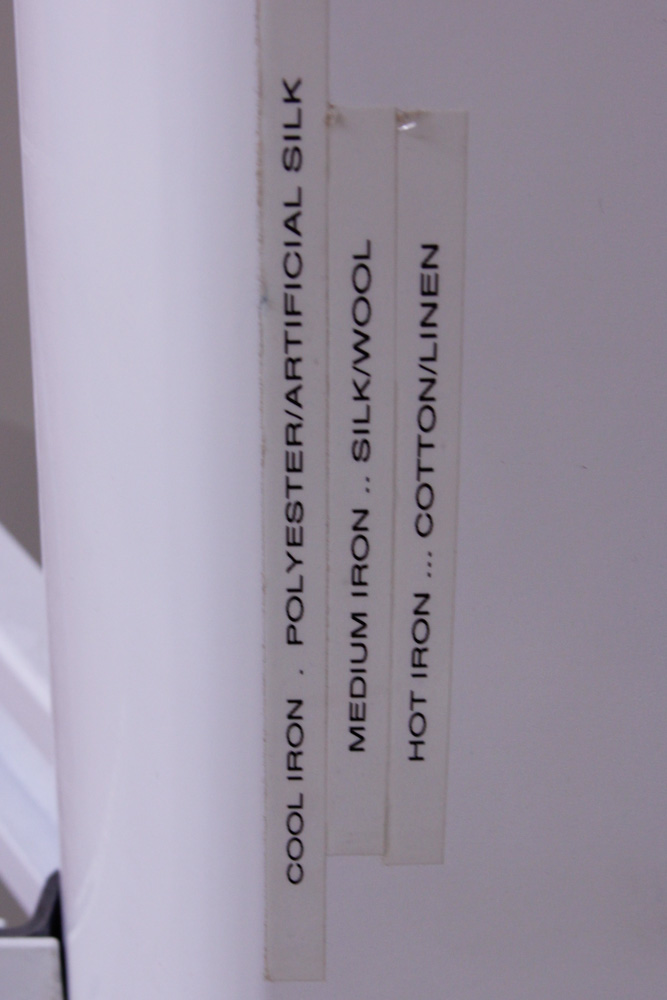 COOL IRON . POLYESTER/ARTIFICIAL SILK
MEDIUM IRON .. SILK/WOOL
HOT IRON ... COTTON/LINEN